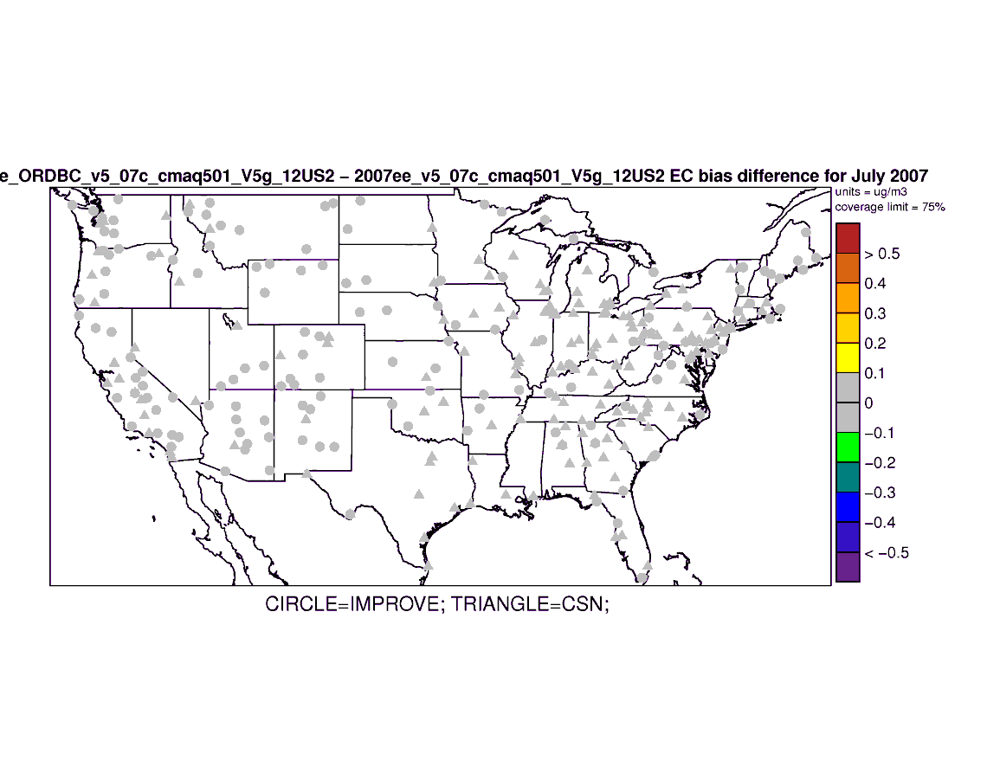 e_ORDBC_v5_07c_cmaq501_V5g_12US2 − 2007ee_v5_07c_cmaq501_V5g_12US2 EC bias difference for July 2007
units = ug/m3
coverage limit = 75%
> 0.5
0.4
0.3
0.2
0.1
0
−0.1
−0.2
−0.3
−0.4
< −0.5
CIRCLE=IMPROVE; TRIANGLE=CSN;